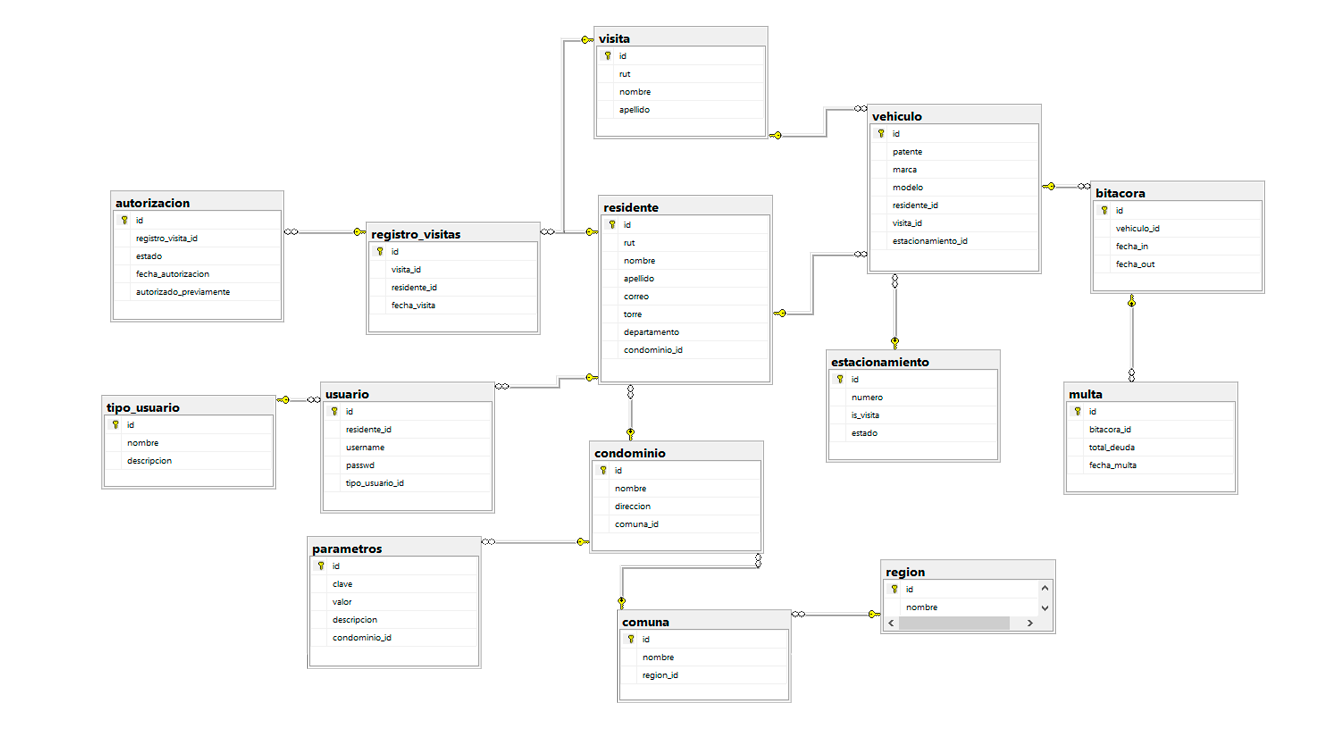 visita
id
rut
nombre
apellido
vehiculo
id
patente
marca
modelo
residente_id
visita_id
estacionamiento_id
bitacora
id
vehiculo_id
fecha_in
fecha_out
autorizacion
id
registro_visita_id
estado
fecha_autorizacion
autorizado_previamente
registro_visitas
id
visita_id
residente_id
fecha_visita
residente
id
rut
nombre
apellido
correo
torre
departamento
condominio_id
estacionamiento
id
numero
is_visita
estado
multa
id
bitacora_id
total_deuda
fecha_multa
tipo_usuario
id
nombre
descripcion
usuario
id
residente_id
username
passwd
tipo_usuario_id
condominio
id
nombre
direccion
comuna_id
parametros
id
clave
valor
descripcion
condominio_id
comuna
id
nombre
region_id
region
id
nombre